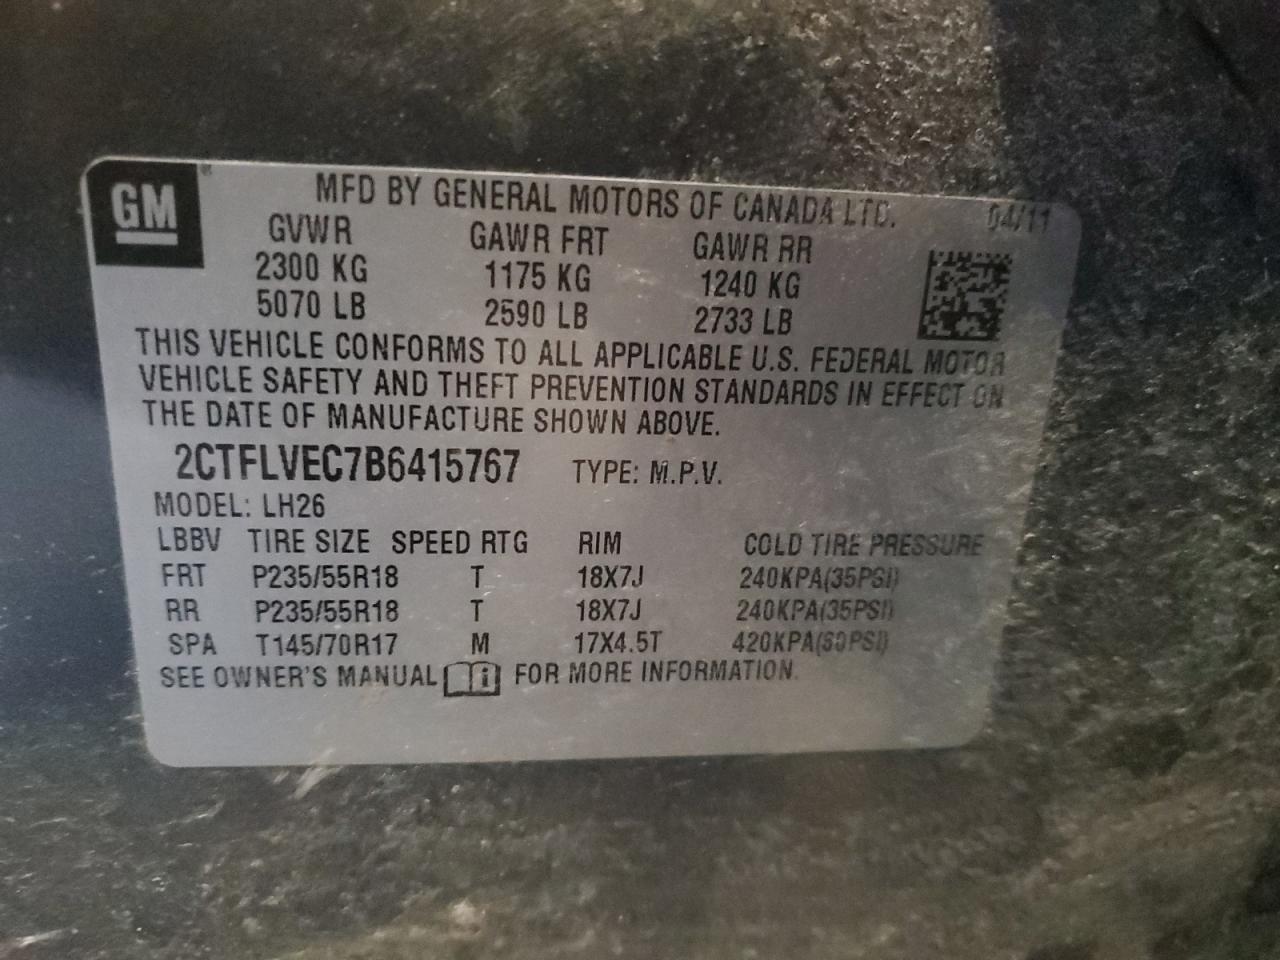 GM
MFD BY GENERAL MOTORS OF CANADA LTD. 04/11
GVWR GAWR FRT GAWR RR
2300 KG 1175 KG 1240 KG
5070 LB 2590 LB 2733 LB
THIS VEHICLE CONFORMS TO ALL APPLICABLE U.S. FEDERAL MOTOR
VEHICLE SAFETY AND THEFT PREVENTION STANDARDS IN EFFECT ON
THE DATE OF MANUFACTURE SHOWN ABOVE.
2CTFLVEC7B6415767 TYPE: M.P.V.
MODEL: LH26
LBBV TIRE SIZE SPEED RTG RIM COLD TIRE PRESSURE
FRT P235/55R18 T 18X7J 240KPA(35PSI)
RR P235/55R18 T 18X7J 240KPA(35PSI)
SPA T145/70R17 M 17X4.5T 420KPA(60PSI)
SEE OWNER'S MANUAL FOR MORE INFORMATION.